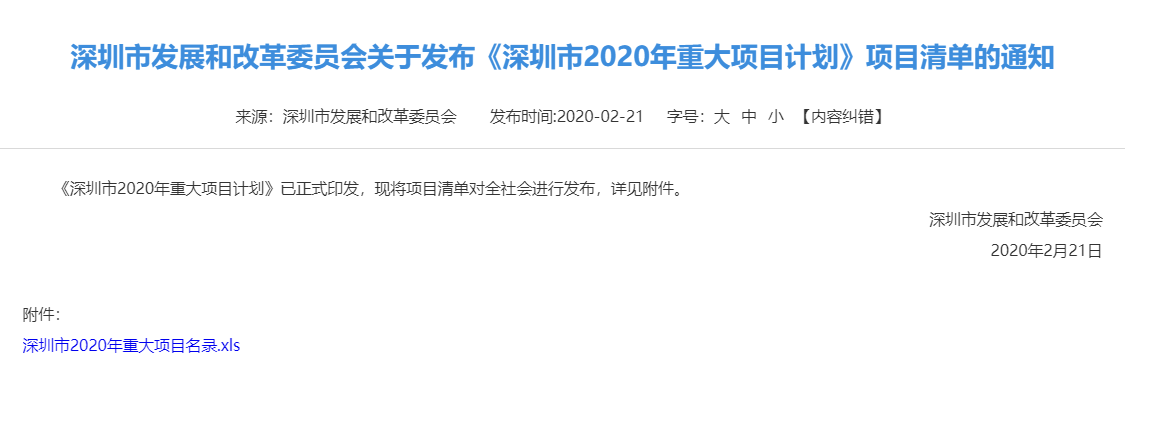 深圳市发展和改革委员会关于发布《深圳市2020年重大项目计划》项目清单的通知
来源：深圳市发展和改革委员会 发布时间:2020-02-21 字号：大 中 小 【内容纠错】
《深圳市2020年重大项目计划》已正式印发，现将项目清单对全社会进行发布，详见附件。
深圳市发展和改革委员会
2020年2月21日
附件：
深圳市2020年重大项目名录.xls